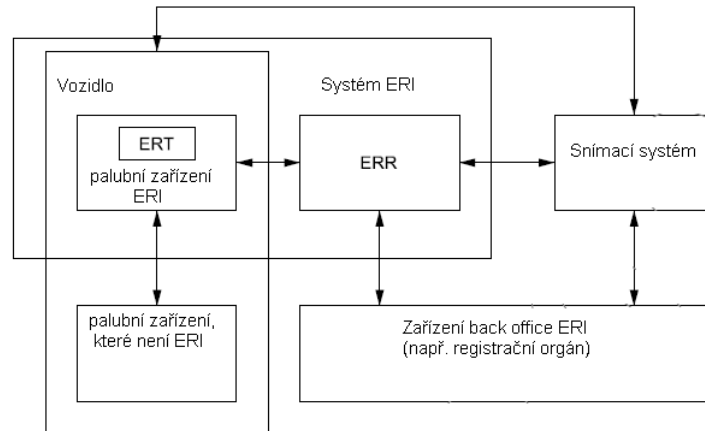 Vozidlo
Systém ERI
ERT
palubní zařízení
ERI
ERR
Snímací systém
palubní zařízení,
které není ERI
Zařízení back office ERI
(např. registrační orgán)